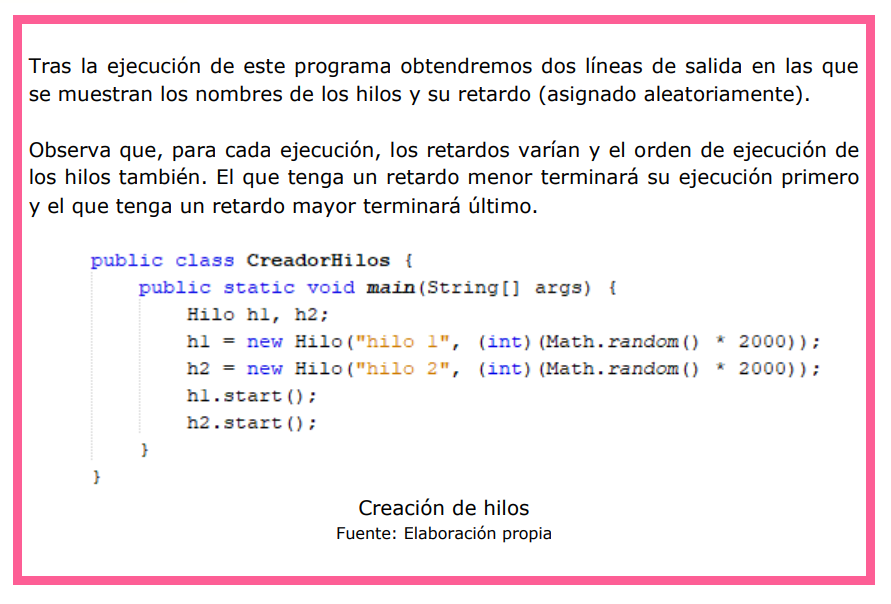 Tras la ejecución de este programa obtendremos dos líneas de salida en las que
se muestran los nombres de los hilos y su retardo (asignado aleatoriamente).
Observa que, para cada ejecución, los retardos varían y el orden de ejecución de
los hilos también. El que tenga un retardo menor terminará su ejecución primero
y el que tenga un retardo mayor terminará último.
public class CreadorHilos {
    public static void main(String[] args) {
        Hilo h1, h2;
        h1 = new Hilo("hilo 1", (int)(Math.random() * 2000));
        h2 = new Hilo("hilo 2", (int)(Math.random() * 2000));
        h1.start();
        h2.start();
    }
}
Creación de hilos
Fuente: Elaboración propia